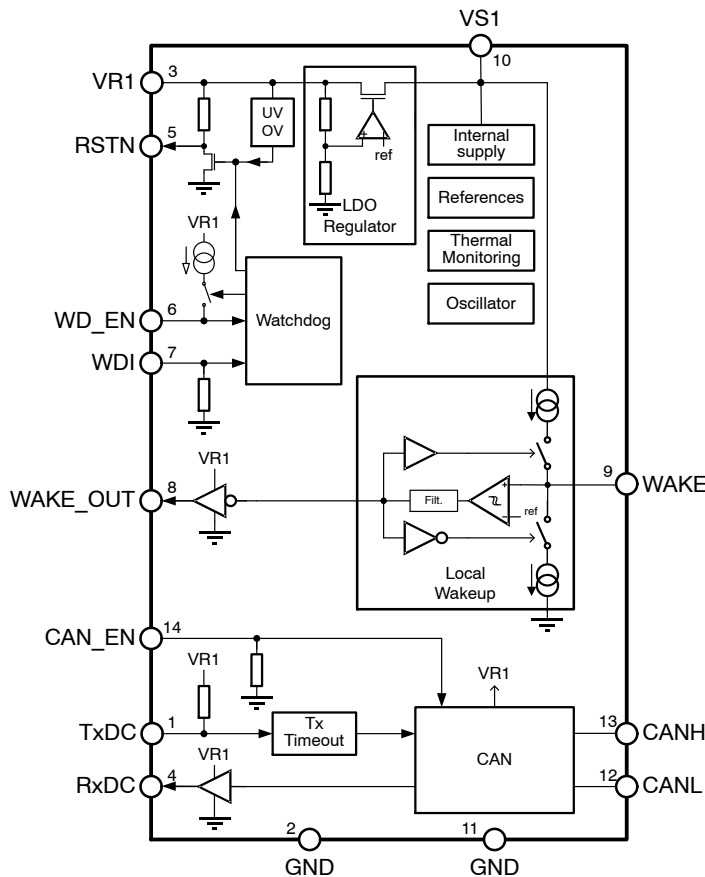 VS1
10
VR1
3
RSTN
5
UV
OV
ref
LDO
Regulator
Internal
supply
References
Thermal
Monitoring
Oscillator
VR1
Watchdog
WD_EN
6
WDI
7
VR1
WAKE_OUT
8
Filt.
ref
Local
Wakeup
9
WAKE
CAN_EN
14
VR1
TxDC
1
Tx
Timeout
VR1
CAN
13
CANH
12
CANL
VR1
RxDC
4
2
GND
11
GND